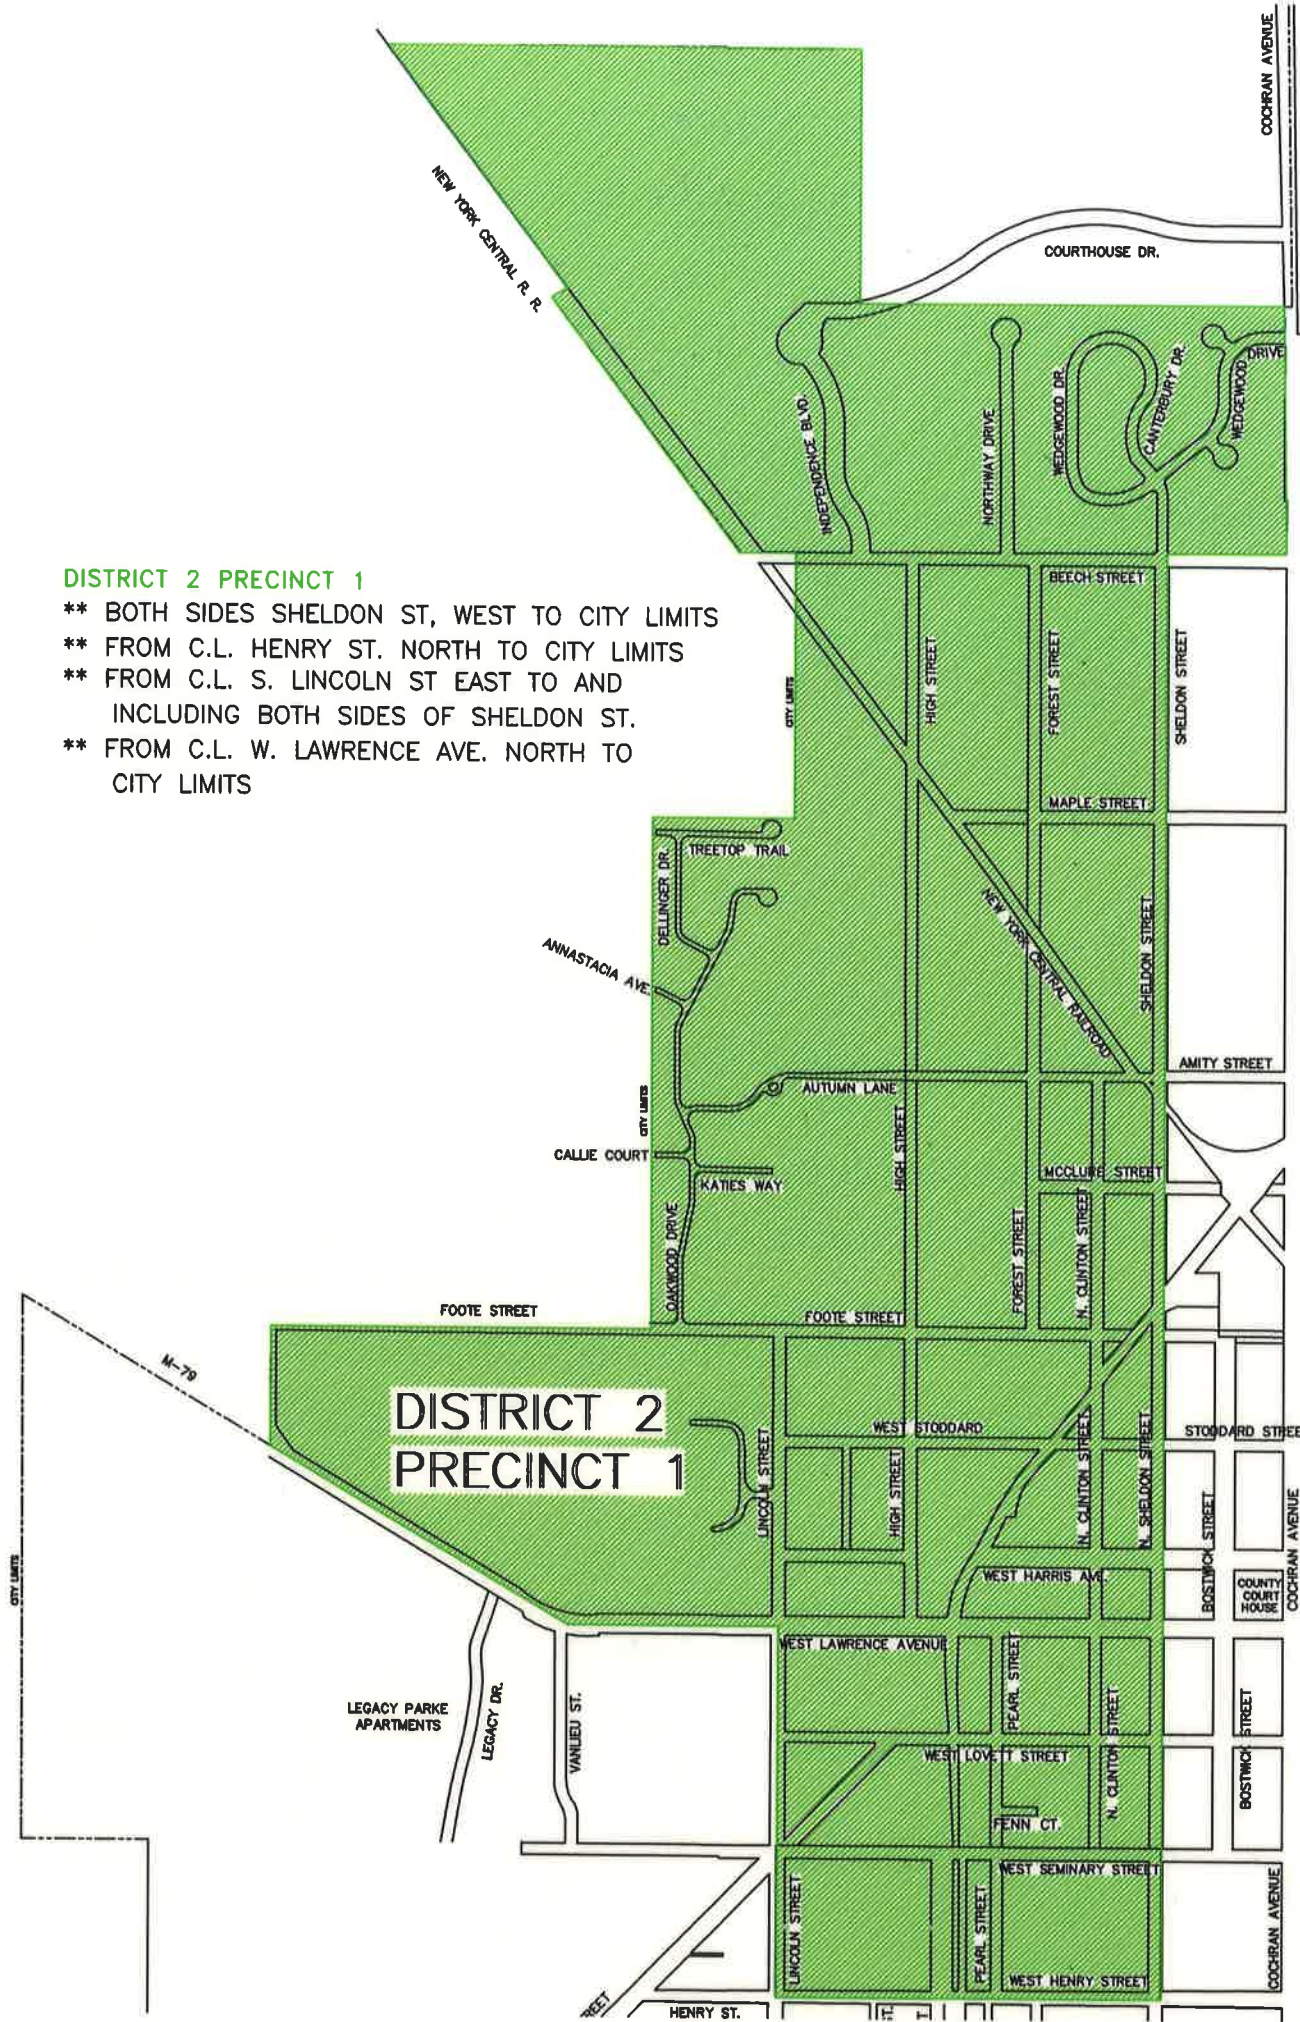 COCHRAN AVENUE
NEW YORK CENTRAL R. R.
COURTHOUSE DR.
INDEPENDENCE BLVD.
NORTHWAY DRIVE
WEDGEWOOD DR.
CANTERBURY DR.
WEDGEWOOD
DRIVE
DISTRICT 2 PRECINCT 1
** BOTH SIDES SHELDON ST, WEST TO CITY LIMITS
** FROM C.L. HENRY ST. NORTH TO CITY LIMITS
** FROM C.L. S. LINCOLN ST EAST TO AND
INCLUDING BOTH SIDES OF SHELDON ST.
** FROM C.L. W. LAWRENCE AVE. NORTH TO
CITY LIMITS
BEECH STREET
CITY LIMITS
HIGH STREET
FOREST STREET
SHELDON STREET
MAPLE STREET
TREETOP TRAIL
DELLINGER DR.
ANNASTACIA AVE.
NEW YORK CENTRAL RAILROAD
SHELDON STREET
AMITY STREET
AUTUMN LANE
CITY LIMITS
CALLIE COURT
KATIES WAY
HIGH STREET
MCCLURE STREET
OAKWOOD DRIVE
FOREST STREET
N. CLINTON STREET
FOOTE STREET
FOOTE STREET
M-79
DISTRICT 2
PRECINCT 1
LINCOLN STREET
WEST STODDARD
STODDARD STREE
HIGH STREET
N. CLINTON STREET
N. SHELDON STREET
BOSTWICK STREET
COCHRAN AVENUE
CITY LIMITS
WEST HARRIS AVE.
COUNTY
COURT
HOUSE
WEST LAWRENCE AVENUE
PEARL STREET
LEGACY PARKE
APARTMENTS
LEGACY DR.
VANLIEU ST.
WEST LOVETT STREET
N. CLINTON STREET
BOSTWICK STREET
FENN CT.
WEST SEMINARY STREET
LINCOLN STREET
PEARL STREET
COCHRAN AVENUE
WEST HENRY STREET
REET
HENRY ST.
ST.
T.